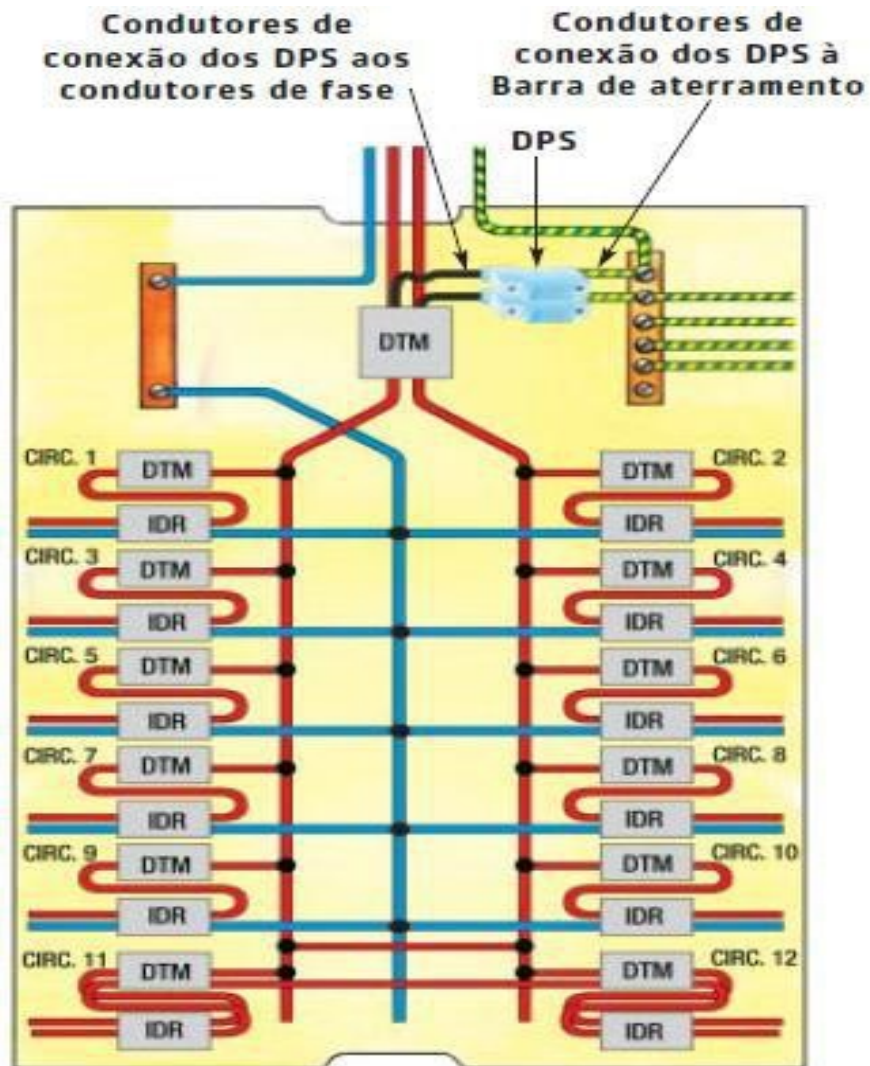 Condutores de
conexão dos DPS aos
condutores de fase
Condutores de
conexão dos DPS à
Barra de aterramento
DPS
DTM
CIRC. 1
DTM
IDR
CIRC. 2
DTM
IDR
CIRC. 3
DTM
IDR
CIRC. 4
DTM
IDR
CIRC. 5
DTM
IDR
CIRC. 6
DTM
IDR
CIRC. 7
DTM
IDR
CIRC. 8
DTM
IDR
CIRC. 9
DTM
IDR
CIRC. 10
DTM
IDR
CIRC. 11
DTM
IDR
CIRC. 12
DTM
IDR